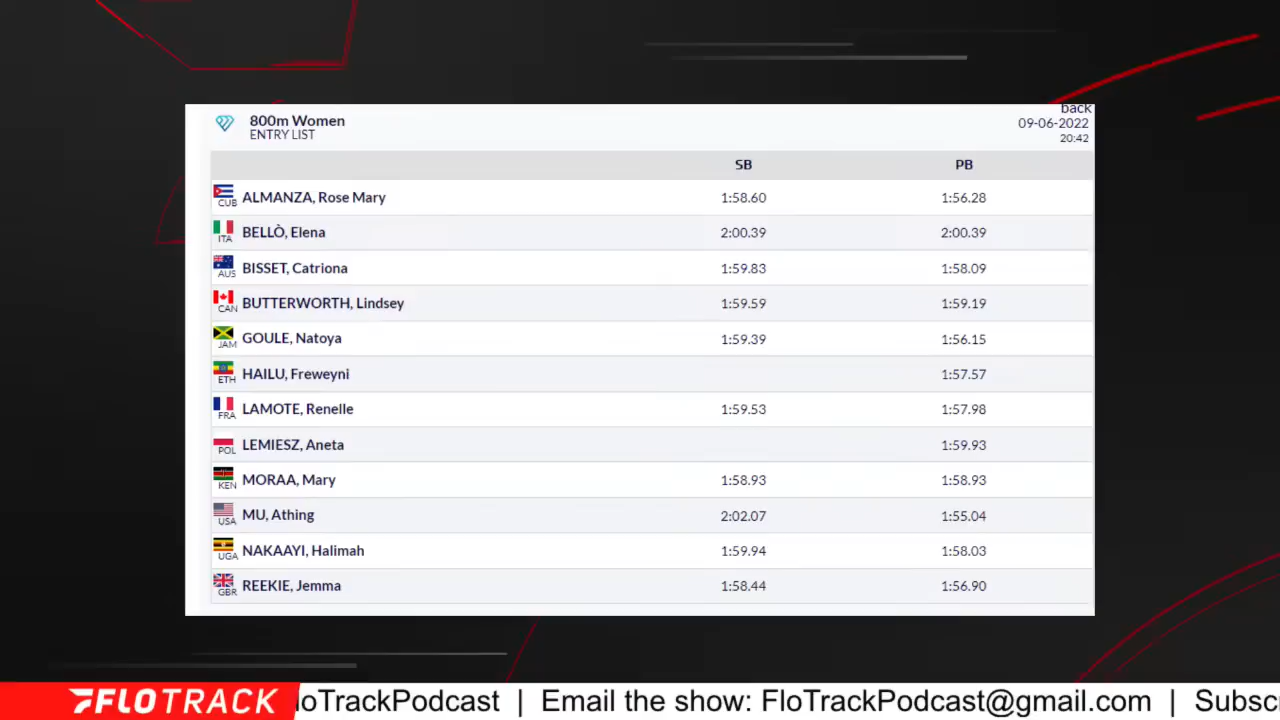 back
800m Women
09-06-2022
ENTRY LIST
20:42
SB PB
CUB ALMANZA, Rose Mary 1:58.60 1:56.28
ITA BELLÒ, Elena 2:00.39 2:00.39
AUS BISSET, Catriona 1:59.83 1:58.09
CAN BUTTERWORTH, Lindsey 1:59.59 1:59.19
JAM GOULE, Natoya 1:59.39 1:56.15
ETH HAILU, Freweyni 1:57.57
FRA LAMOTE, Renelle 1:59.53 1:57.98
POL LEMIESZ, Aneta 1:59.93
KEN MORAA, Mary 1:58.93 1:58.93
USA MU, Athing 2:02.07 1:55.04
UGA NAKAAYI, Halimah 1:59.94 1:58.03
GBR REEKIE, Jemma 1:58.44 1:56.90
FLOTRACK loTrackPodcast | Email the show: FloTrackPodcast@gmail.com | Subsc